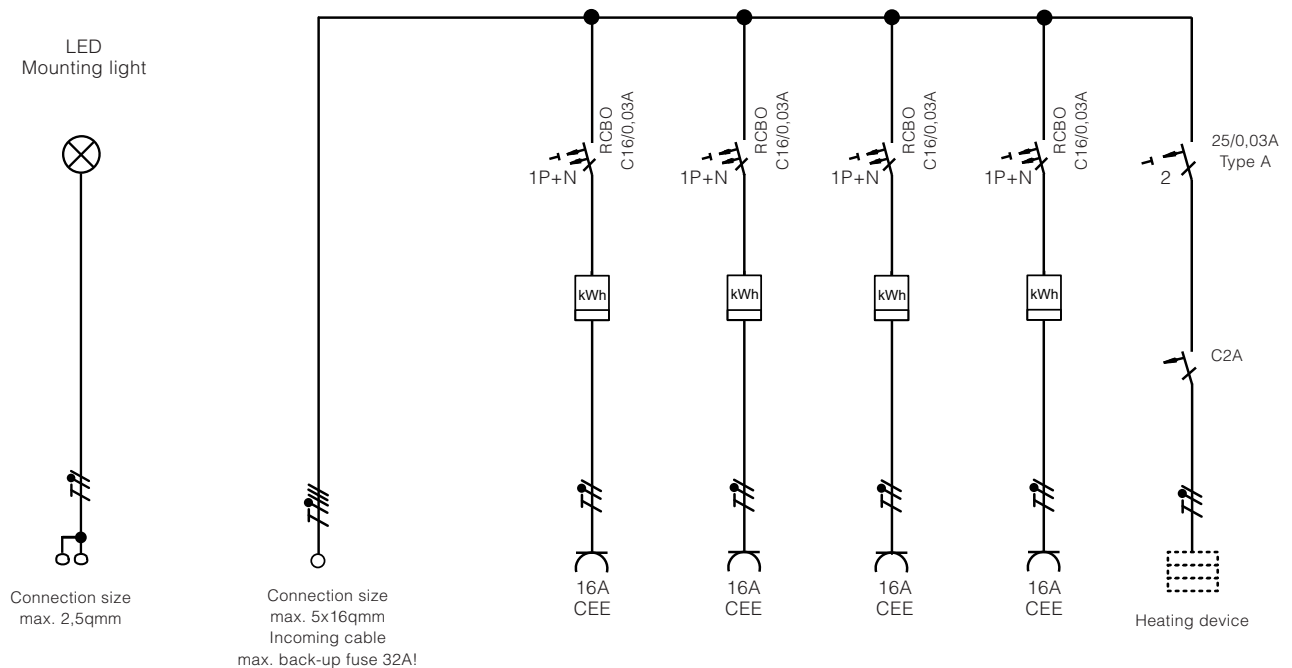 LED
Mounting light
Connection size
max. 2,5qmm
Connection size
max. 5x16qmm
Incoming cable
max. back-up fuse 32A!
RCBO
C16/0,03A
1P+N
kWh
16A
CEE
RCBO
C16/0,03A
1P+N
kWh
16A
CEE
RCBO
C16/0,03A
1P+N
kWh
16A
CEE
RCBO
C16/0,03A
1P+N
kWh
16A
CEE
25/0,03A
Type A
2
C2A
Heating device